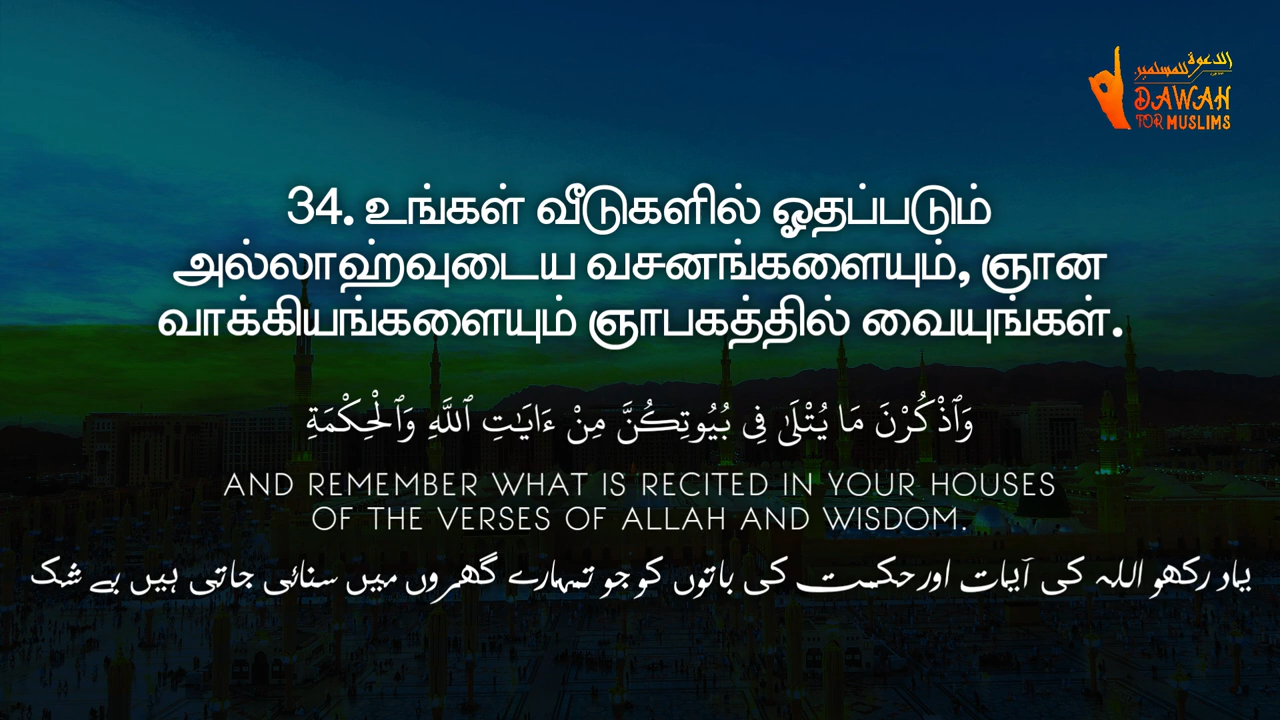 الدعوة للمسلمين
DAWAH
FOR MUSLIMS
34. உங்கள் வீடுகளில் ஓதப்படும்
அல்லாஹ்வுடைய வசனங்களையும், ஞான
வாக்கியங்களையும் ஞாபகத்தில் வையுங்கள்.
وَٱذْكُرْنَ مَا يُتْلَىٰ فِى بُيُوتِكُنَّ مِنْ ءَايَـٰتِ ٱللَّهِ وَٱلْحِكْمَةِ
AND REMEMBER WHAT IS RECITED IN YOUR HOUSES
OF THE VERSES OF ALLAH AND WISDOM.
یاد رکھو اللہ کی آیات اور حکمت کی باتوں کو جو تمہارے گھروں میں سنائی جاتی ہیں بے شک